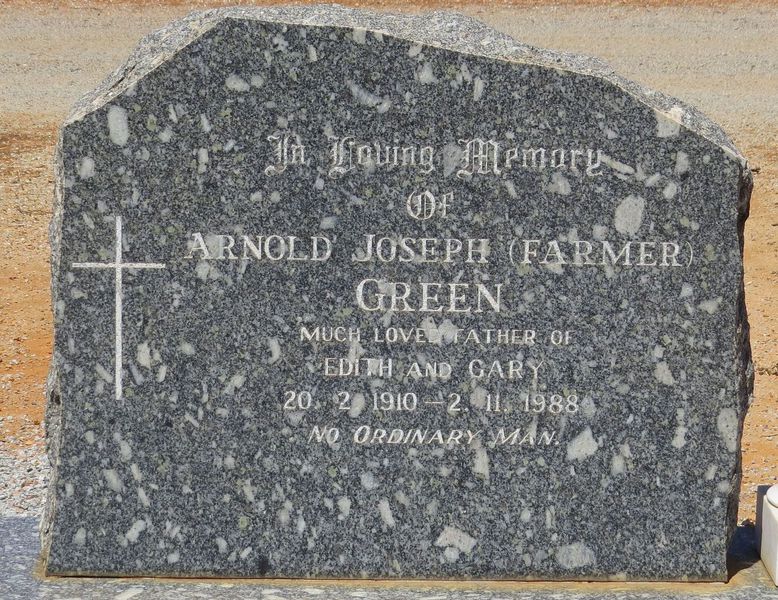 In Loving Memory
Of
ARNOLD JOSEPH (FARMER)
GREEN
MUCH LOVED FATHER OF
EDITH AND GARY
20. 2. 1910 – 2. 11. 1988
NO ORDINARY MAN.